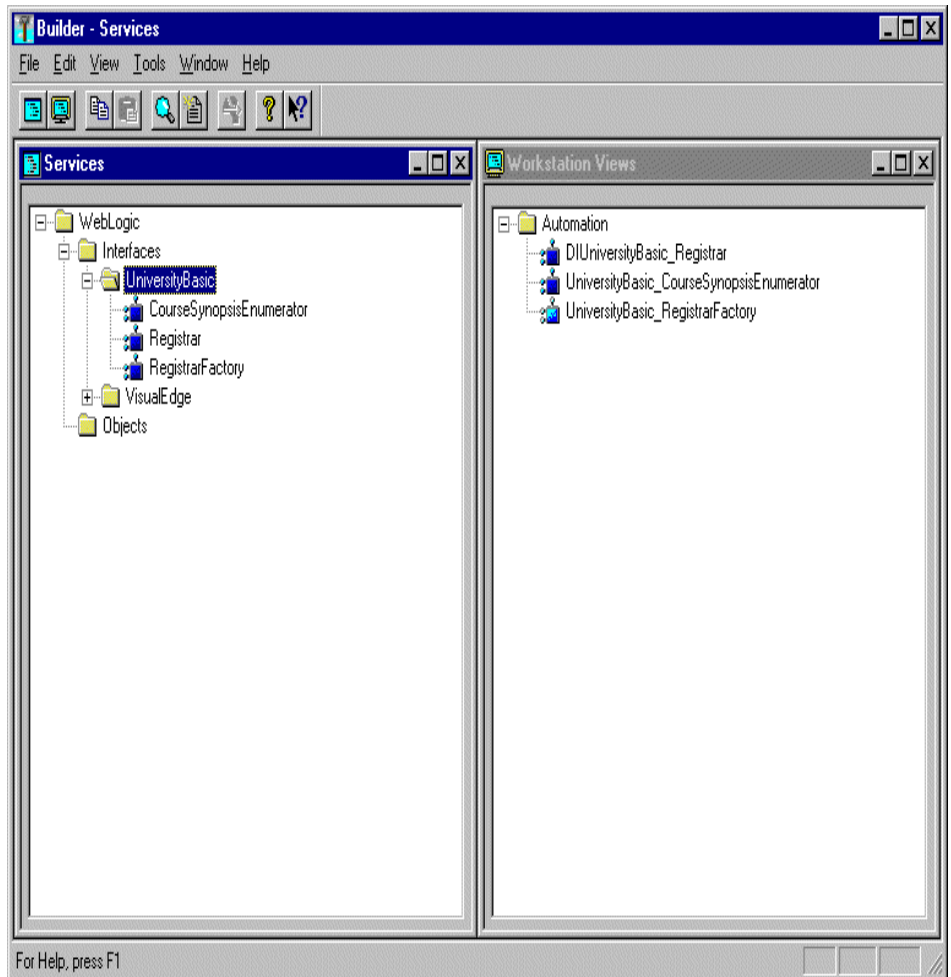 Builder - Services
File Edit View Tools Window Help
Services
WebLogic
Interfaces
UniversityBasic
CourseSynopsisEnumerator
Registrar
RegistrarFactory
VisualEdge
Objects
Workstation Views
Automation
DIUniversityBasic_Registrar
UniversityBasic_CourseSynopsisEnumerator
UniversityBasic_RegistrarFactory
For Help, press F1